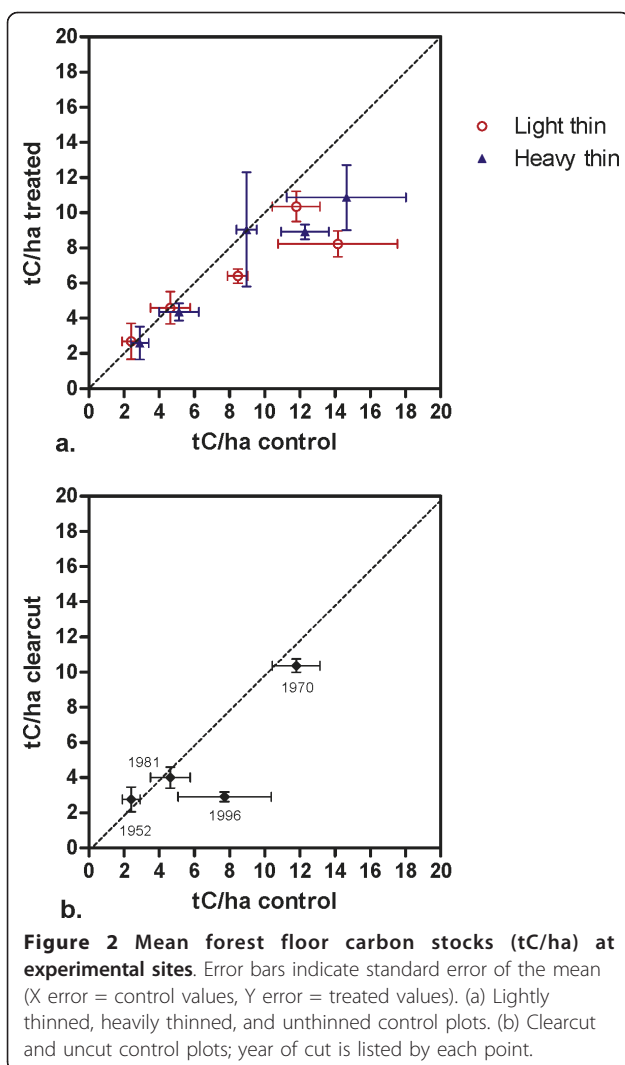 20
18
16
14
12
10
8
6
4
2
0
tC/ha treated
Light thin
Heavy thin
0 2 4 6 8 10 12 14 16 18 20
a.
tC/ha control
20
18
16
14
12
10
8
6
4
2
0
tC/ha clearcut
1970
1981
1952
1996
0 2 4 6 8 10 12 14 16 18 20
tC/ha control
b.
Figure 2 Mean forest floor carbon stocks (tC/ha) at
experimental sites. Error bars indicate standard error of the mean
(X error = control values, Y error = treated values). (a) Lightly
thinned, heavily thinned, and unthinned control plots. (b) Clearcut
and uncut control plots; year of cut is listed by each point.